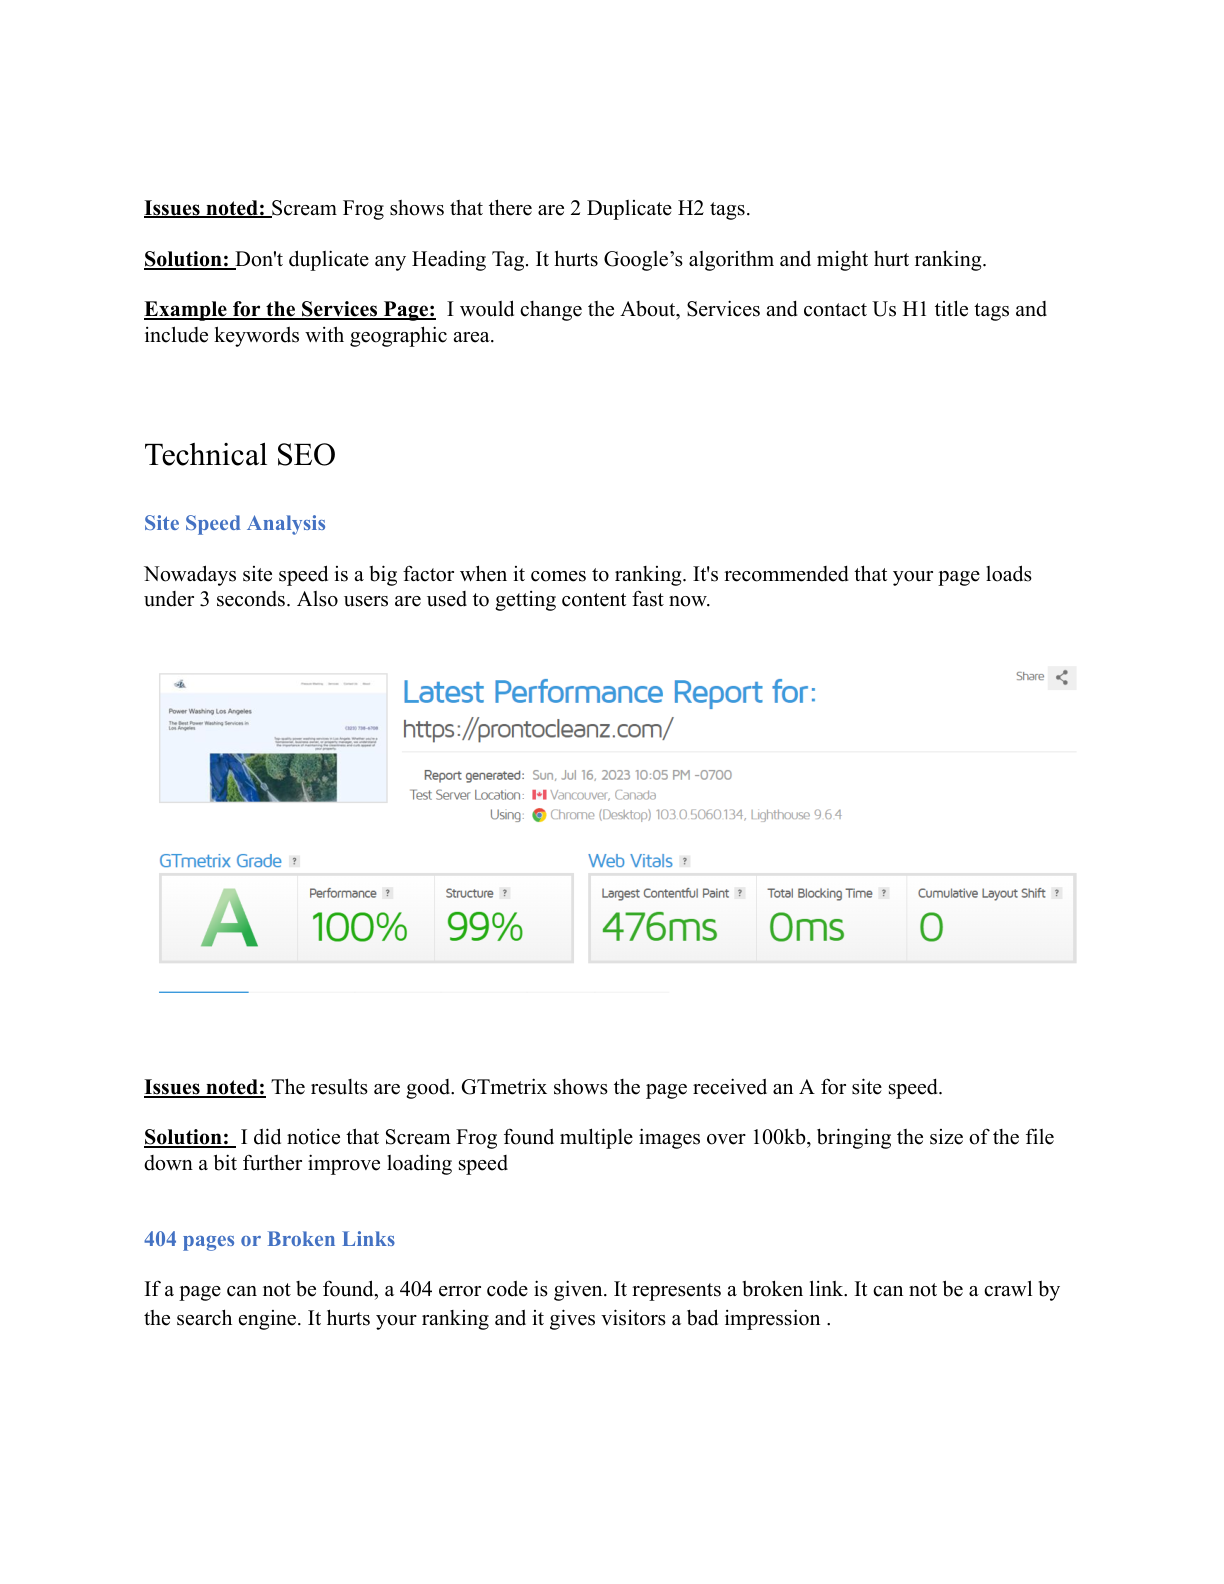 Issues noted: Scream Frog shows that there are 2 Duplicate H2 tags.
Solution: Don't duplicate any Heading Tag. It hurts Google’s algorithm and might hurt ranking.
Example for the Services Page:  I would change the About, Services and contact Us H1 title tags and
include keywords with geographic area.
Technical SEO
Site Speed Analysis
Nowadays site speed is a big factor when it comes to ranking. It's recommended that your page loads
under 3 seconds. Also users are used to getting content fast now.
Share
Latest Performance Report for:
https://prontocleanz.com/
Power Washing Los Angeles
The Best Power Washing Services in
Los Angeles
Report generated: Sun, Jul 16, 2023 10:05 PM -0700
Test Server Location: Vancouver, Canada
Using: Chrome (Desktop) 103.0.5060.134, Lighthouse 9.6.4
GTmetrix Grade ?
Web Vitals ?
Performance ? Structure ? Largest Contentful Paint ? Total Blocking Time ? Cumulative Layout Shift ?
A 100% 99% 476ms 0ms 0
Issues noted: The results are good. GTmetrix shows the page received an A for site speed.
Solution:  I did notice that Scream Frog found multiple images over 100kb, bringing the size of the file
down a bit further improve loading speed
404 pages or Broken Links
If a page can not be found, a 404 error code is given. It represents a broken link. It can not be a crawl by
the search engine. It hurts your ranking and it gives visitors a bad impression .